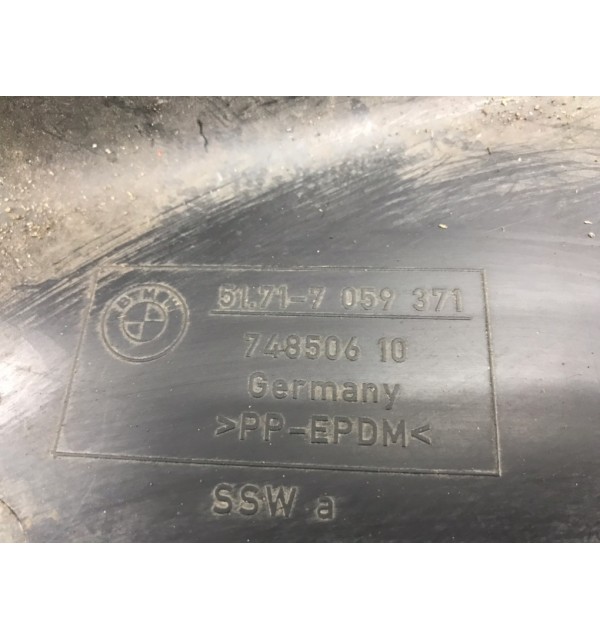 BMW
51.71-7 059 371
748506 10
Germany
>PP-EPDM<
SSW a